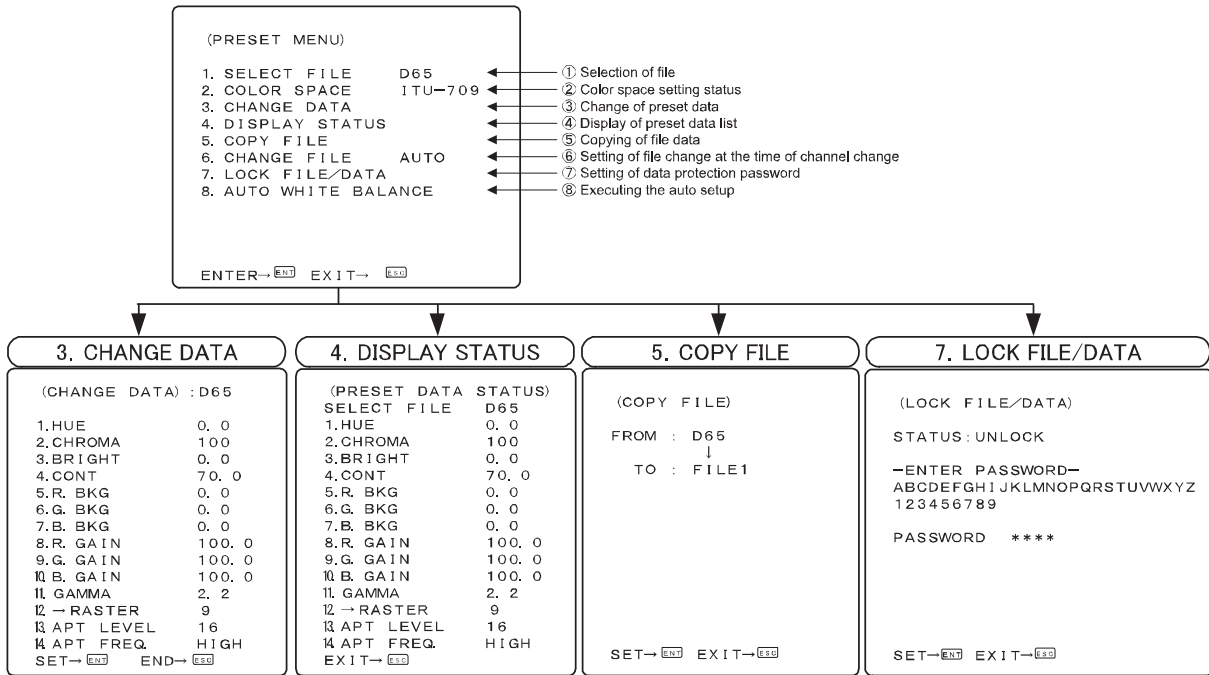 (PRESET MENU)
1. SELECT FILE D65
2. COLOR SPACE ITU-709
3. CHANGE DATA
4. DISPLAY STATUS
5. COPY FILE
6. CHANGE FILE AUTO
7. LOCK FILE/DATA
8. AUTO WHITE BALANCE
ENTER→ ENT EXIT→ ESC
① Selection of file
② Color space setting status
③ Change of preset data
④ Display of preset data list
⑤ Copying of file data
⑥ Setting of file change at the time of channel change
⑦ Setting of data protection password
⑧ Executing the auto setup
3. CHANGE DATA
(CHANGE DATA) :D65
1.HUE 0. 0
2.CHROMA 100
3.BRIGHT 0. 0
4.CONT 70. 0
5.R. BKG 0. 0
6.G. BKG 0. 0
7.B. BKG 0. 0
8.R. GAIN 100. 0
9.G. GAIN 100. 0
10. B. GAIN 100. 0
11. GAMMA 2. 2
12. →RASTER 9
13. APT LEVEL 16
14. APT FREQ. HIGH
SET→ ENT END→ ESC
4. DISPLAY STATUS
(PRESET DATA STATUS)
SELECT FILE D65
1.HUE 0. 0
2.CHROMA 100
3.BRIGHT 0. 0
4.CONT 70. 0
5.R. BKG 0. 0
6.G. BKG 0. 0
7.B. BKG 0. 0
8.R. GAIN 100. 0
9.G. GAIN 100. 0
10. B. GAIN 100. 0
11. GAMMA 2. 2
12. →RASTER 9
13. APT LEVEL 16
14. APT FREQ. HIGH
EXIT→ ESC
5. COPY FILE
(COPY FILE)
FROM : D65
↓
TO : FILE1
SET→ ENT EXIT→ ESC
7. LOCK FILE/DATA
(LOCK FILE/DATA)
STATUS:UNLOCK
−ENTER PASSWORD−
ABCDEFGHIJKLMNOPQRSTUVWXYZ
123456789
PASSWORD ****
SET→ ENT EXIT→ ESC